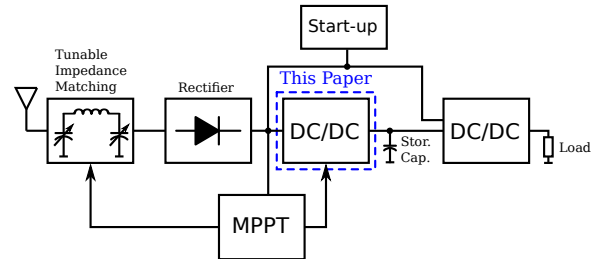 Start-up
Tunable
Impedance
Matching
Rectifier
This Paper
DC/DC
Stor.
Cap.
DC/DC
Load
MPPT